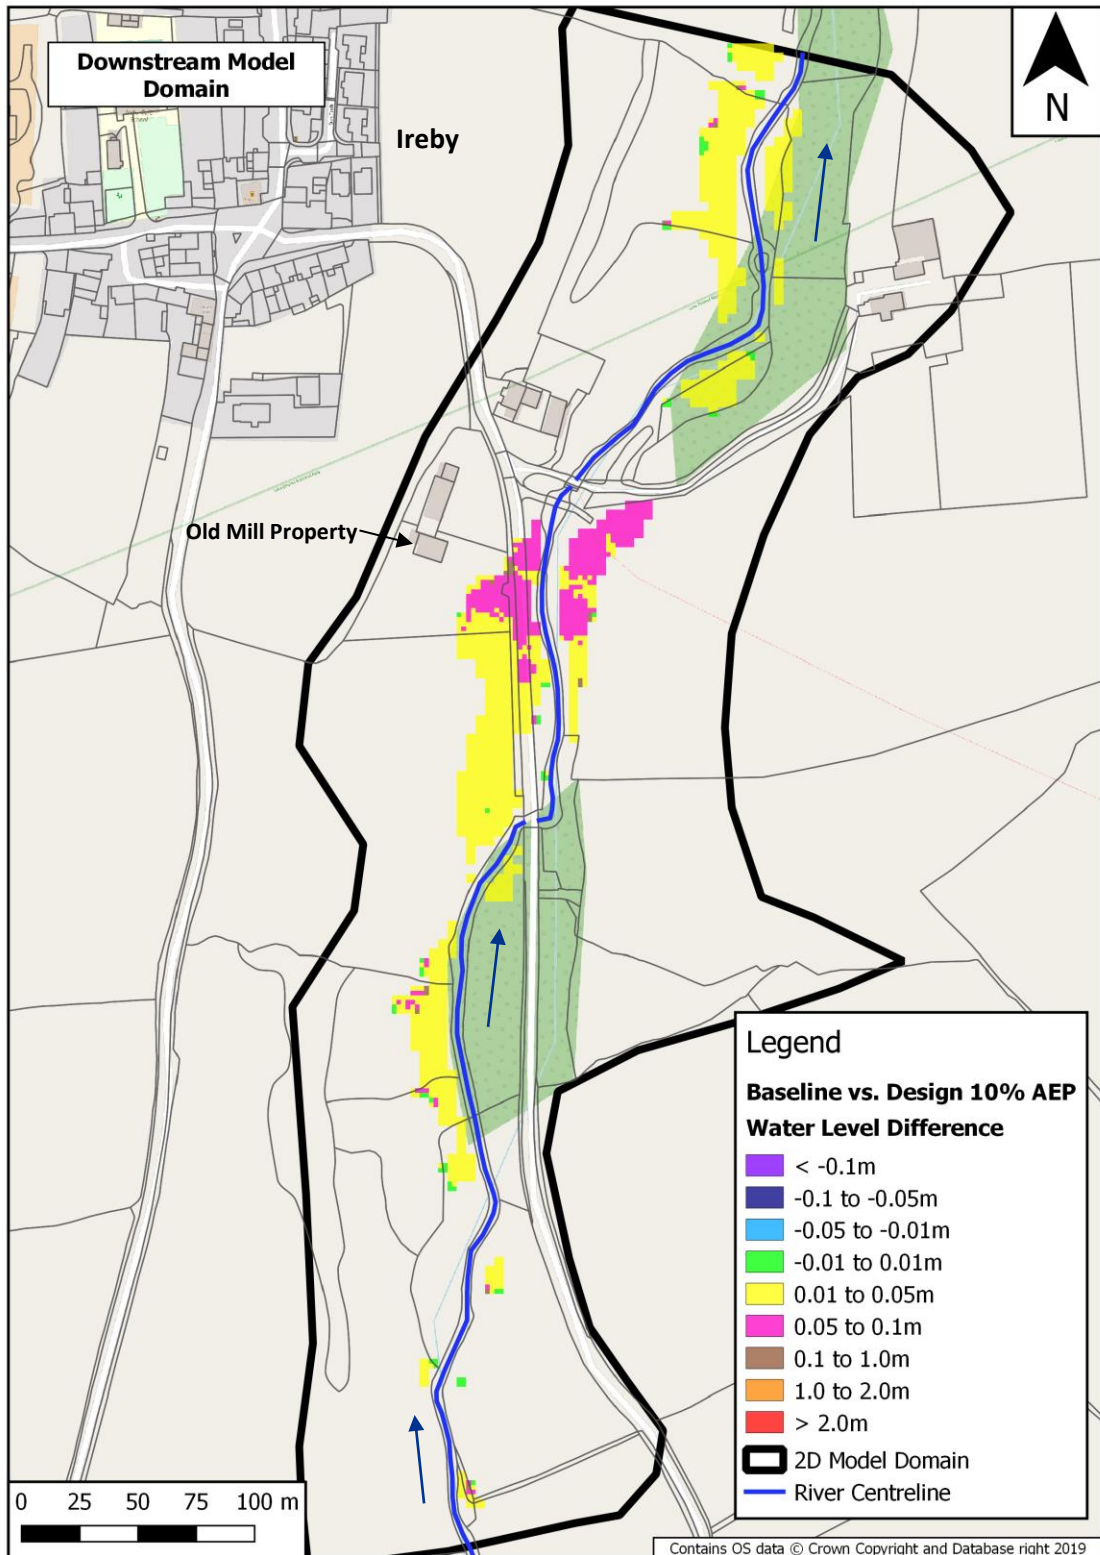 Downstream Model
Domain
Ireby
N
Old Mill Property
Legend
Baseline vs. Design 10% AEP
Water Level Difference
< -0.1m
-0.1 to -0.05m
-0.05 to -0.01m
-0.01 to 0.01m
0.01 to 0.05m
0.05 to 0.1m
0.1 to 1.0m
1.0 to 2.0m
> 2.0m
2D Model Domain
River Centreline
0 25 50 75 100 m
Contains OS data © Crown Copyright and Database right 2019